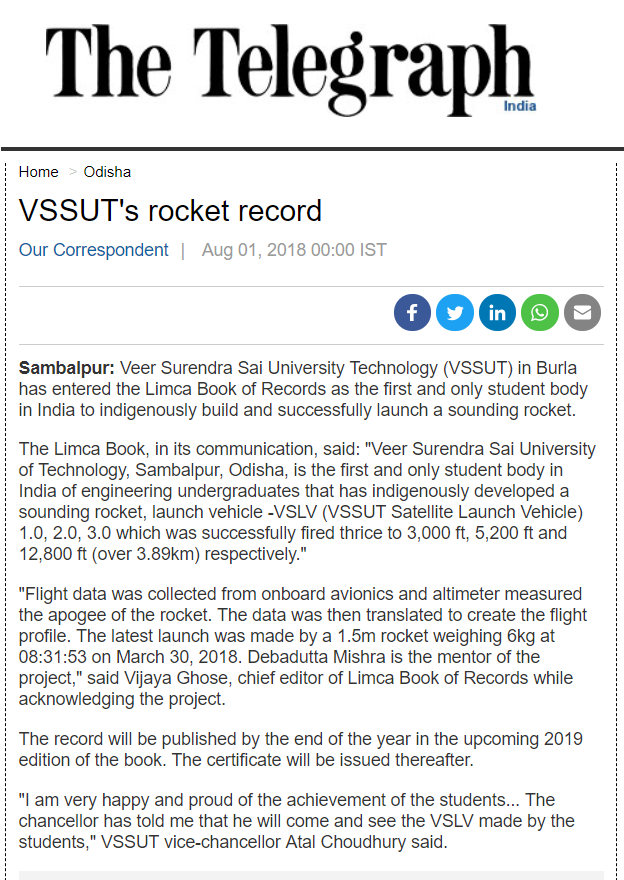 The Telegraph
India
Home > Odisha
VSSUT's rocket record
Our Correspondent | Aug 01, 2018 00:00 IST
f in
Sambalpur: Veer Surendra Sai University Technology (VSSUT) in Burla
has entered the Limca Book of Records as the first and only student body
in India to indigenously build and successfully launch a sounding rocket.
The Limca Book, in its communication, said: "Veer Surendra Sai University
of Technology, Sambalpur, Odisha, is the first and only student body in
India of engineering undergraduates that has indigenously developed a
sounding rocket, launch vehicle -VSLV (VSSUT Satellite Launch Vehicle)
1.0, 2.0, 3.0 which was successfully fired thrice to 3,000 ft, 5,200 ft and
12,800 ft (over 3.89km) respectively."
"Flight data was collected from onboard avionics and altimeter measured
the apogee of the rocket. The data was then translated to create the flight
profile. The latest launch was made by a 1.5m rocket weighing 6kg at
08:31:53 on March 30, 2018. Debadutta Mishra is the mentor of the
project," said Vijaya Ghose, chief editor of Limca Book of Records while
acknowledging the project.
The record will be published by the end of the year in the upcoming 2019
edition of the book. The certificate will be issued thereafter.
"I am very happy and proud of the achievement of the students... The
chancellor has told me that he will come and see the VSLV made by the
students," VSSUT vice-chancellor Atal Choudhury said.